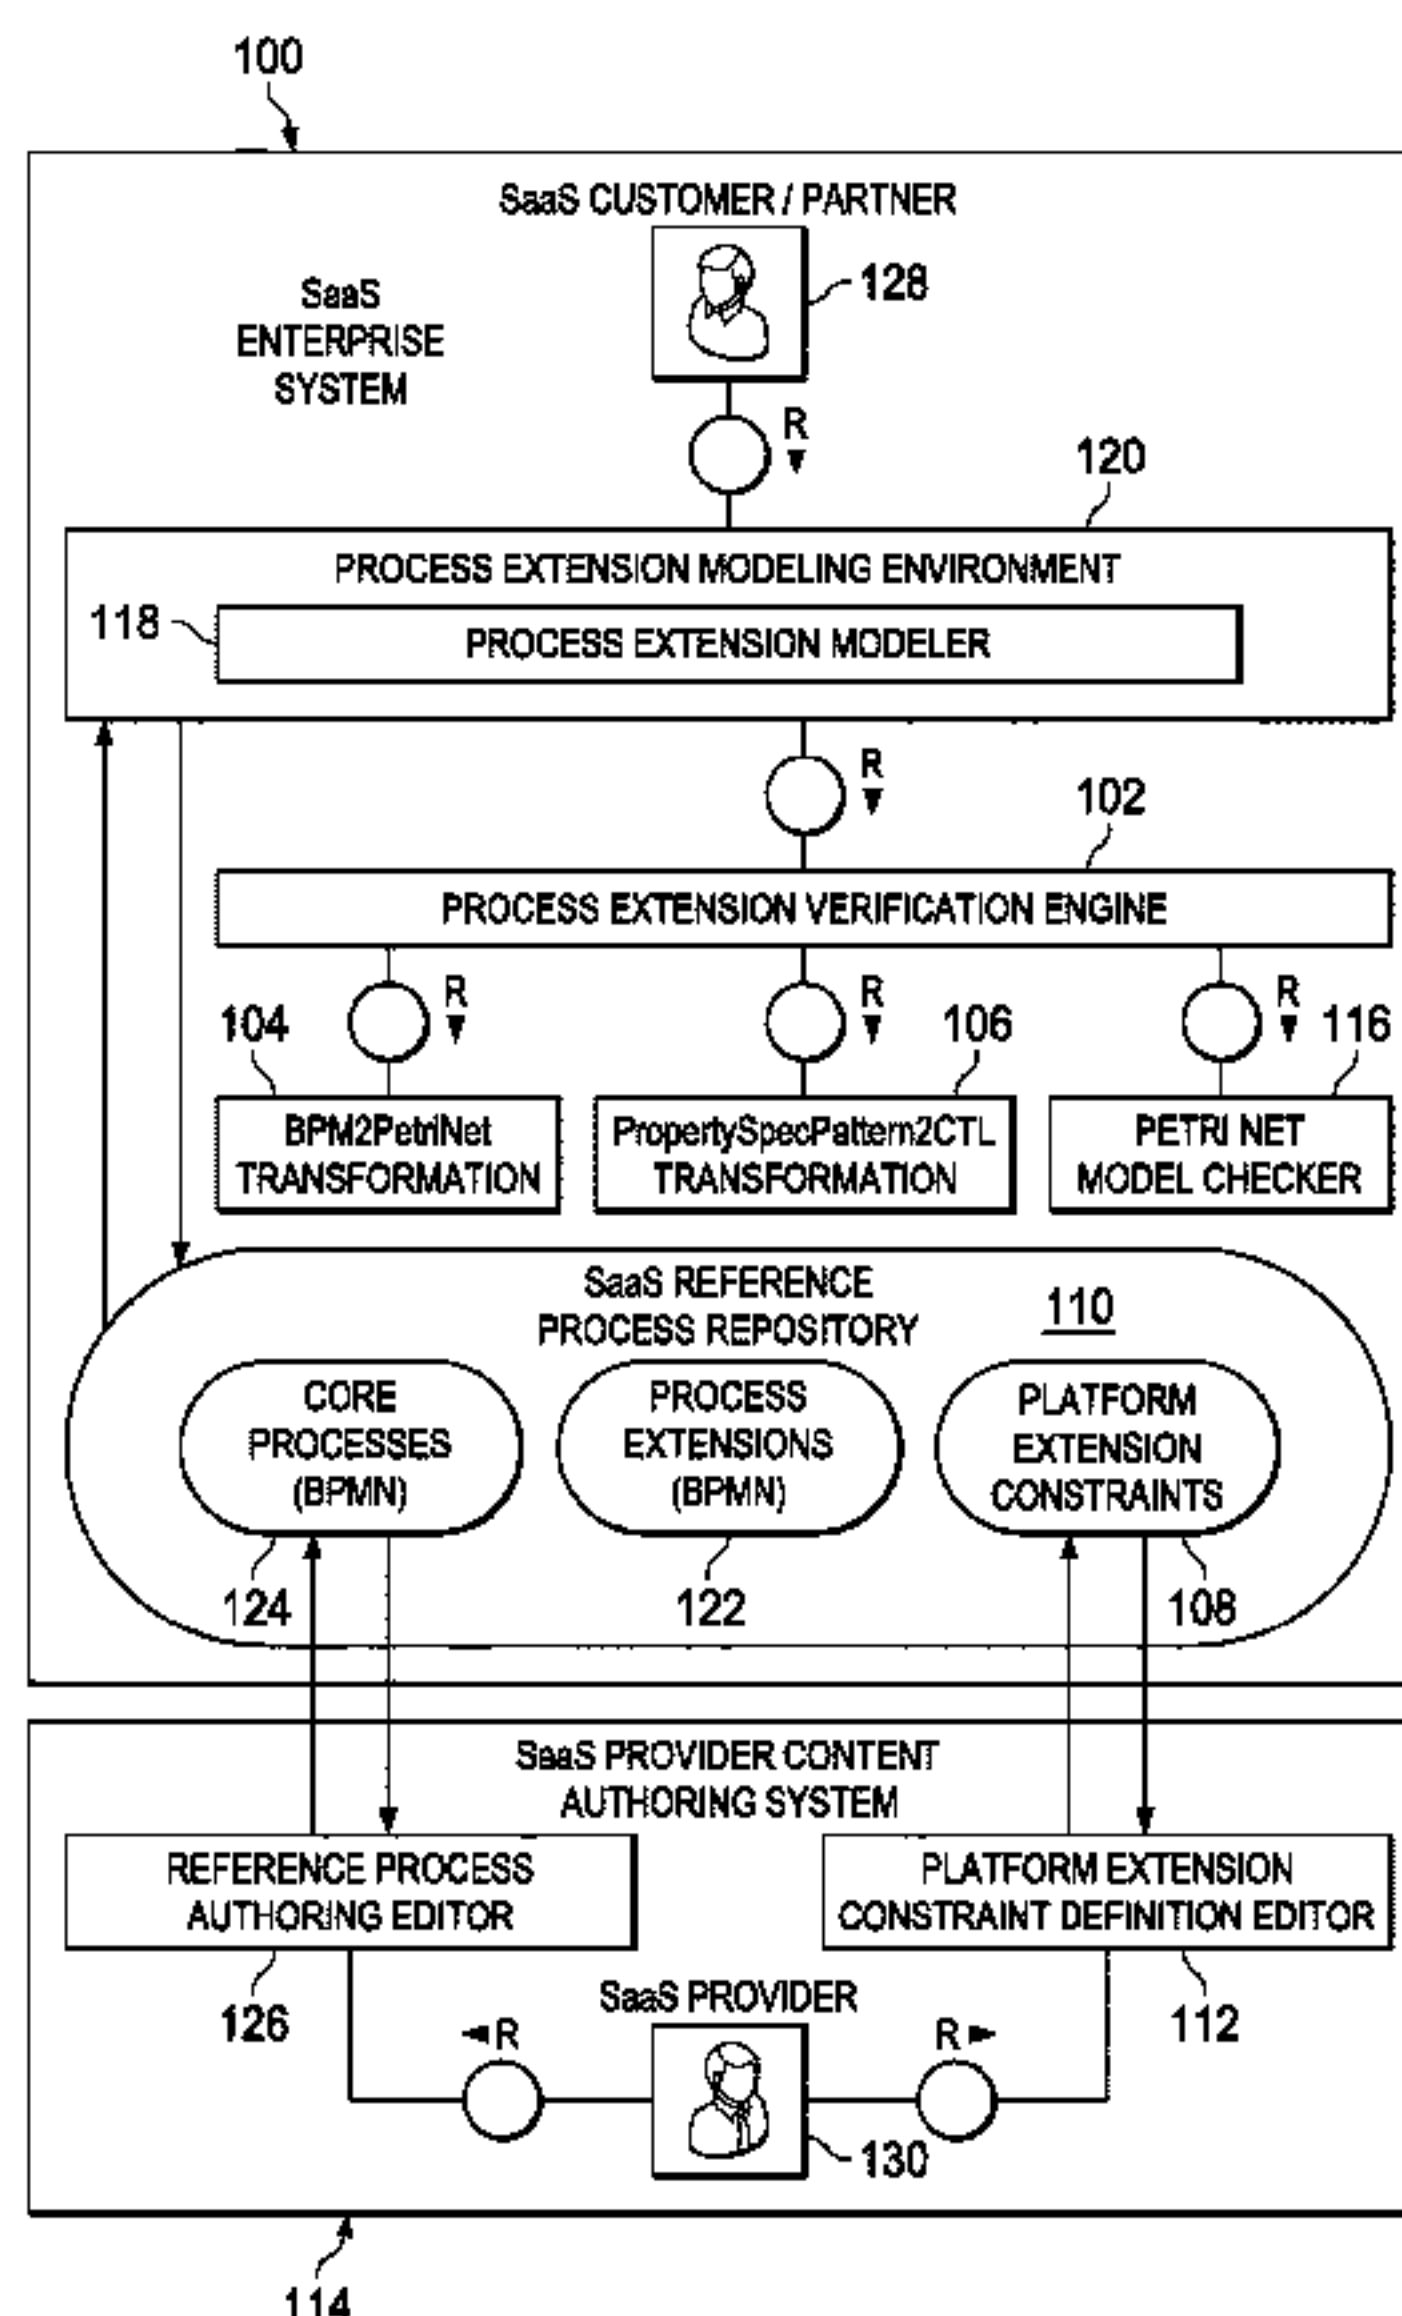 100
SaaS CUSTOMER / PARTNER
128
SaaS
ENTERPRISE
SYSTEM
R
120
PROCESS EXTENSION MODELING ENVIRONMENT
118
PROCESS EXTENSION MODELER
R
102
PROCESS EXTENSION VERIFICATION ENGINE
R
R
R
104
106
116
BPM2PetriNet
TRANSFORMATION
PropertySpecPattern2CTL
TRANSFORMATION
PETRI NET
MODEL CHECKER
SaaS REFERENCE
PROCESS REPOSITORY
110
CORE
PROCESSES
(BPMN)
PROCESS
EXTENSIONS
(BPMN)
PLATFORM
EXTENSION
CONSTRAINTS
124
122
108
SaaS PROVIDER CONTENT
AUTHORING SYSTEM
REFERENCE PROCESS
AUTHORING EDITOR
PLATFORM EXTENSION
CONSTRAINT DEFINITION EDITOR
126
SaaS PROVIDER
112
R
R
130
114